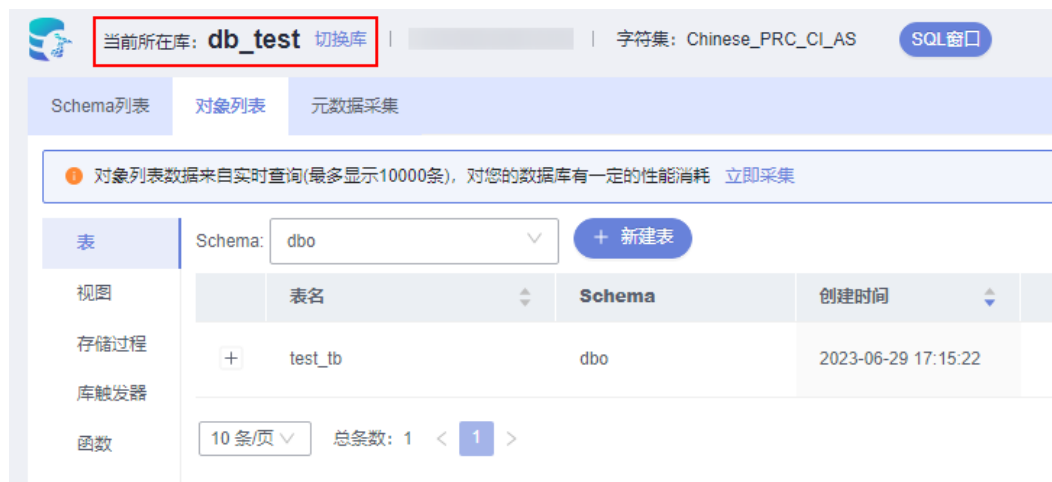 当前所在库: db_test 切换库 | | 字符集: Chinese_PRC_CI_AS SQL窗口
Schema列表 对象列表 元数据采集
对象列表数据来自实时查询(最多显示10000条)，对您的数据库有一定的性能消耗 立即采集
表 Schema: dbo + 新建表
视图 表名 Schema 创建时间
存储过程 test_tb dbo 2023-06-29 17:15:22
库触发器
函数 10 条/页 总条数: 1 < 1 >